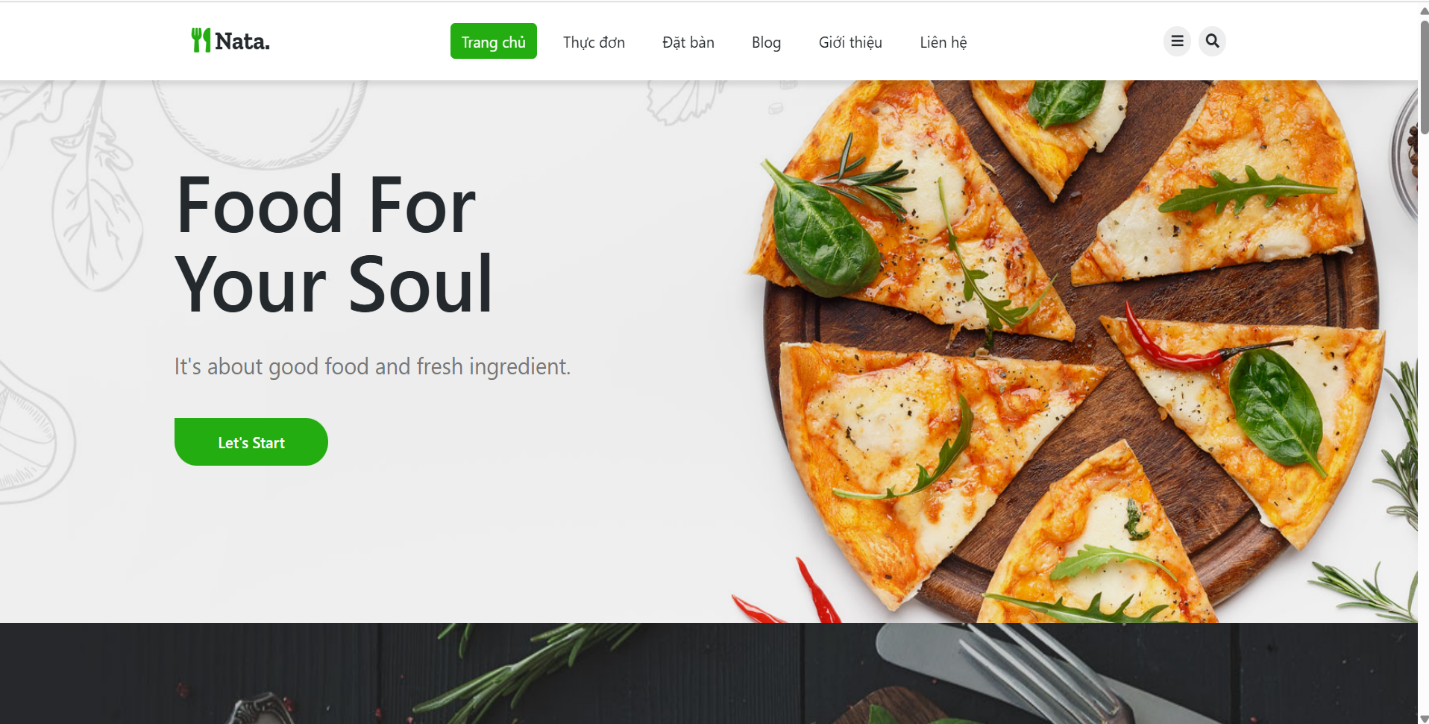 Nata.
Trang chủ Thực đơn Đặt bàn Blog Giới thiệu Liên hệ
Food For
Your Soul
It's about good food and fresh ingredient.
Let's Start